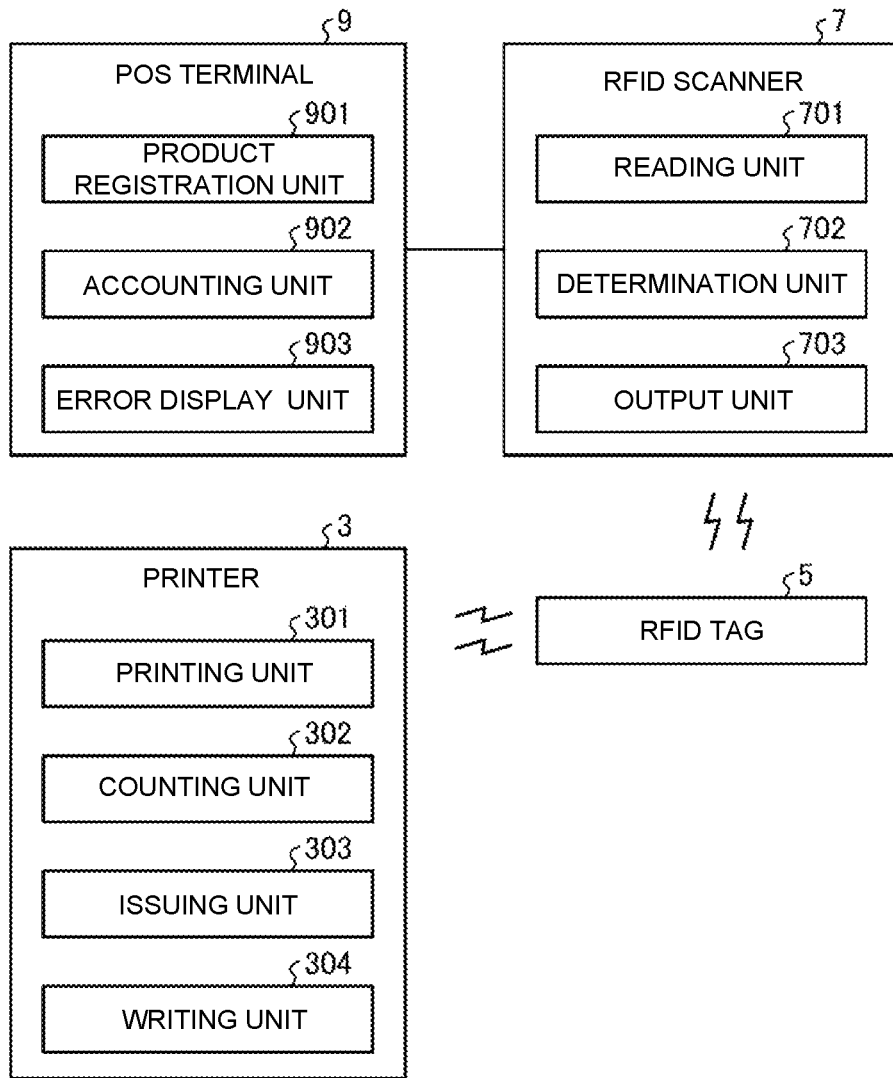 9
POS TERMINAL
901
PRODUCT
REGISTRATION UNIT
902
ACCOUNTING UNIT
903
ERROR DISPLAY UNIT
7
RFID SCANNER
701
READING UNIT
702
DETERMINATION UNIT
703
OUTPUT UNIT
3
PRINTER
301
PRINTING UNIT
302
COUNTING UNIT
303
ISSUING UNIT
304
WRITING UNIT
5
RFID TAG